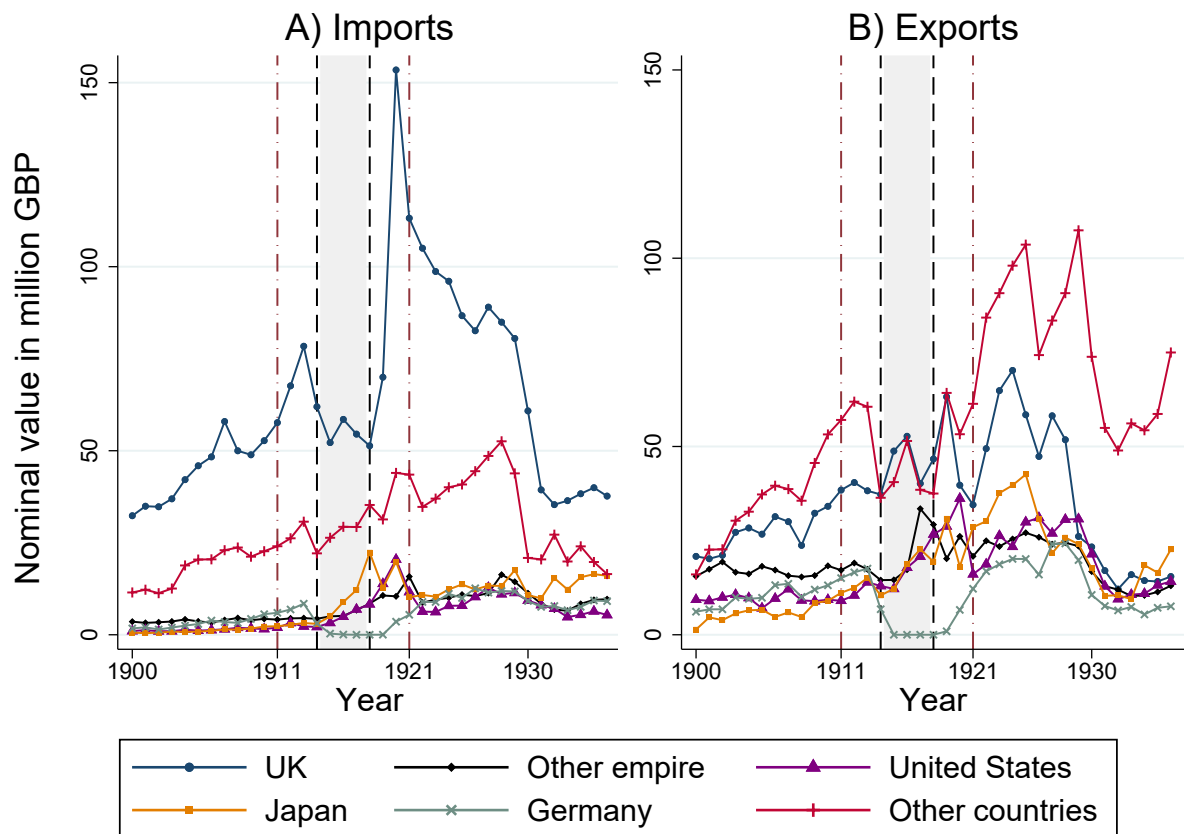 A) Imports
B) Exports
Nominal value in million GBP
150
100
50
0
1900
1911
1921
1930
Year
150
100
50
0
1900
1911
1921
1930
Year
UK
Other empire
United States
Japan
Germany
Other countries